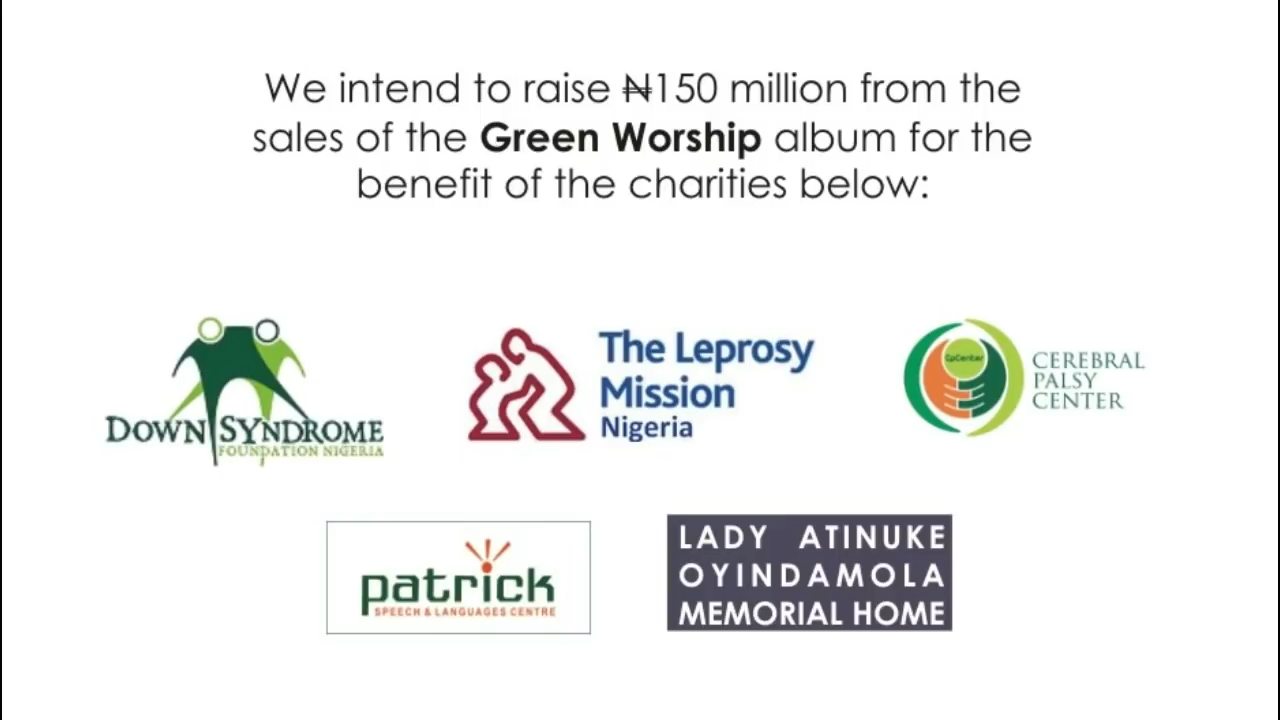 We intend to raise ₦150 million from the
sales of the Green Worship album for the
benefit of the charities below:
DOWN SYNDROME
FOUNDATION NIGERIA
The Leprosy
Mission
Nigeria
CpCenter
CEREBRAL
PALSY
CENTER
patrick
SPEECH & LANGUAGES CENTRE
LADY ATINUKE
OYINDAMOLA
MEMORIAL HOME